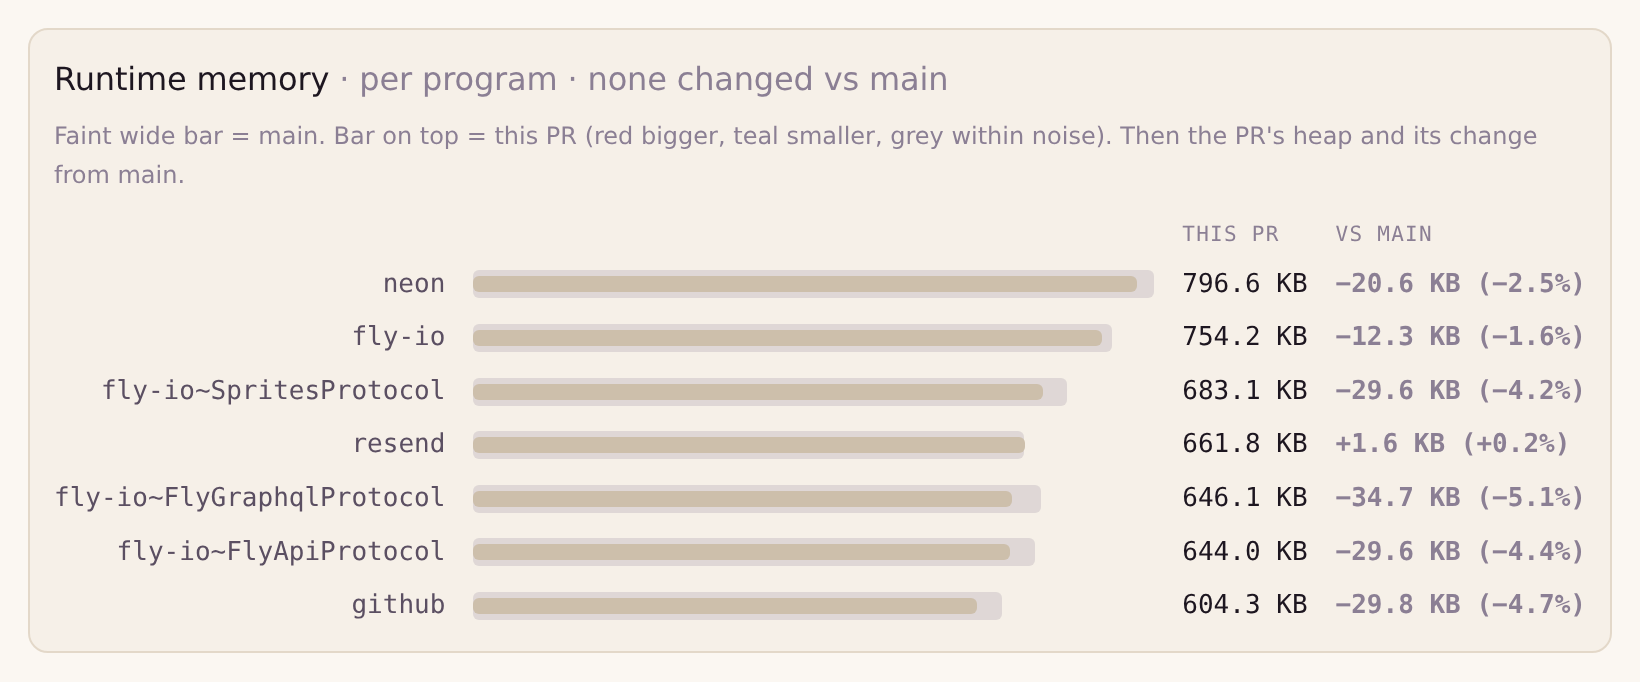 Runtime memory · per program · none changed vs main
Faint wide bar = main. Bar on top = this PR (red bigger, teal smaller, grey within noise). Then the PR's heap and its change
from main.
THIS PR VS MAIN
neon 796.6 KB −20.6 KB (−2.5%)
fly-io 754.2 KB −12.3 KB (−1.6%)
fly-io~SpritesProtocol 683.1 KB −29.6 KB (−4.2%)
resend 661.8 KB +1.6 KB (+0.2%)
fly-io~FlyGraphqlProtocol 646.1 KB −34.7 KB (−5.1%)
fly-io~FlyApiProtocol 644.0 KB −29.6 KB (−4.4%)
github 604.3 KB −29.8 KB (−4.7%)